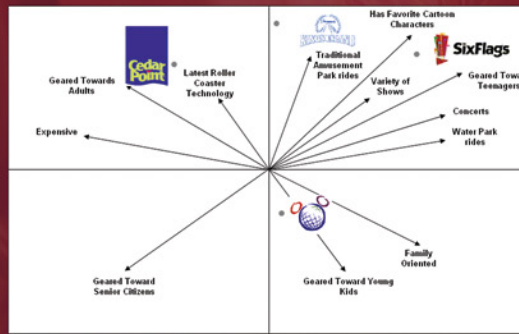 Has Favorite Cartoon
Characters
Cedar
Point
SixFlags
Traditional
Amusement
Park rides
Geared Towards
Adults
Latest Roller
Coaster
Technology
Variety of
Shows
Geared Towa
Teenagers
Expensive
Concerts
Water Park
rides
Family
Oriented
Geared Toward
Senior Citizens
Geared Toward Young
Kids